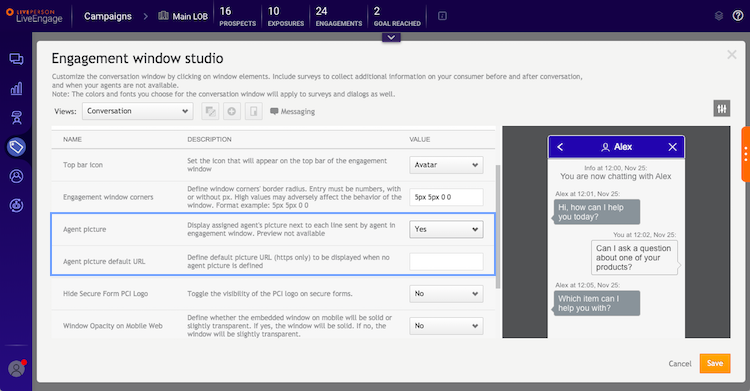 LIVEPERSON
LiveEngage
Campaigns > Main LOB
16
PROSPECTS
10
EXPOSURES
24
ENGAGEMENTS
2
GOAL REACHED
Engagement window studio
Customize the conversation window by clicking on window elements. Include surveys to collect additional information on your consumer before and after conversation,
and when your agents are not available.
Note: The colors and fonts you choose for the conversation window will apply to surveys and dialogs as well.
Views: Conversation Messaging
NAME DESCRIPTION VALUE
Top bar icon Set the icon that will appear on the top bar of the engagement
window
Avatar
Engagement window corners Define window corners' border radius. Entry must be numbers, with
or without px. High values may adversely affect the behavior of the
window. Format example: 5px 5px 0 0
5px 5px 0 0
Agent picture Display assigned agent's picture next to each line sent by agent in
engagement window. Preview not available
Yes
Agent picture default URL Define default picture URL (https only) to be displayed when no
agent picture is defined
Hide Secure Form PCI Logo Toggle the visibility of the PCI logo on secure forms.
No
Window Opacity on Mobile Web Define whether the embedded window on mobile will be solid or
slightly transparent. If yes, the window will be solid. If no, the
window will be slightly transparent.
No
Alex
Info at 12:00, Nov 25:
You are now chatting with Alex
Alex at 12:01, Nov 25:
Hi, how can I help
you today?
You at 12:02, Nov 25:
Can I ask a question
about one of your
products?
Alex at 12:05, Nov 25:
Which item can I
help you with?
Cancel Save